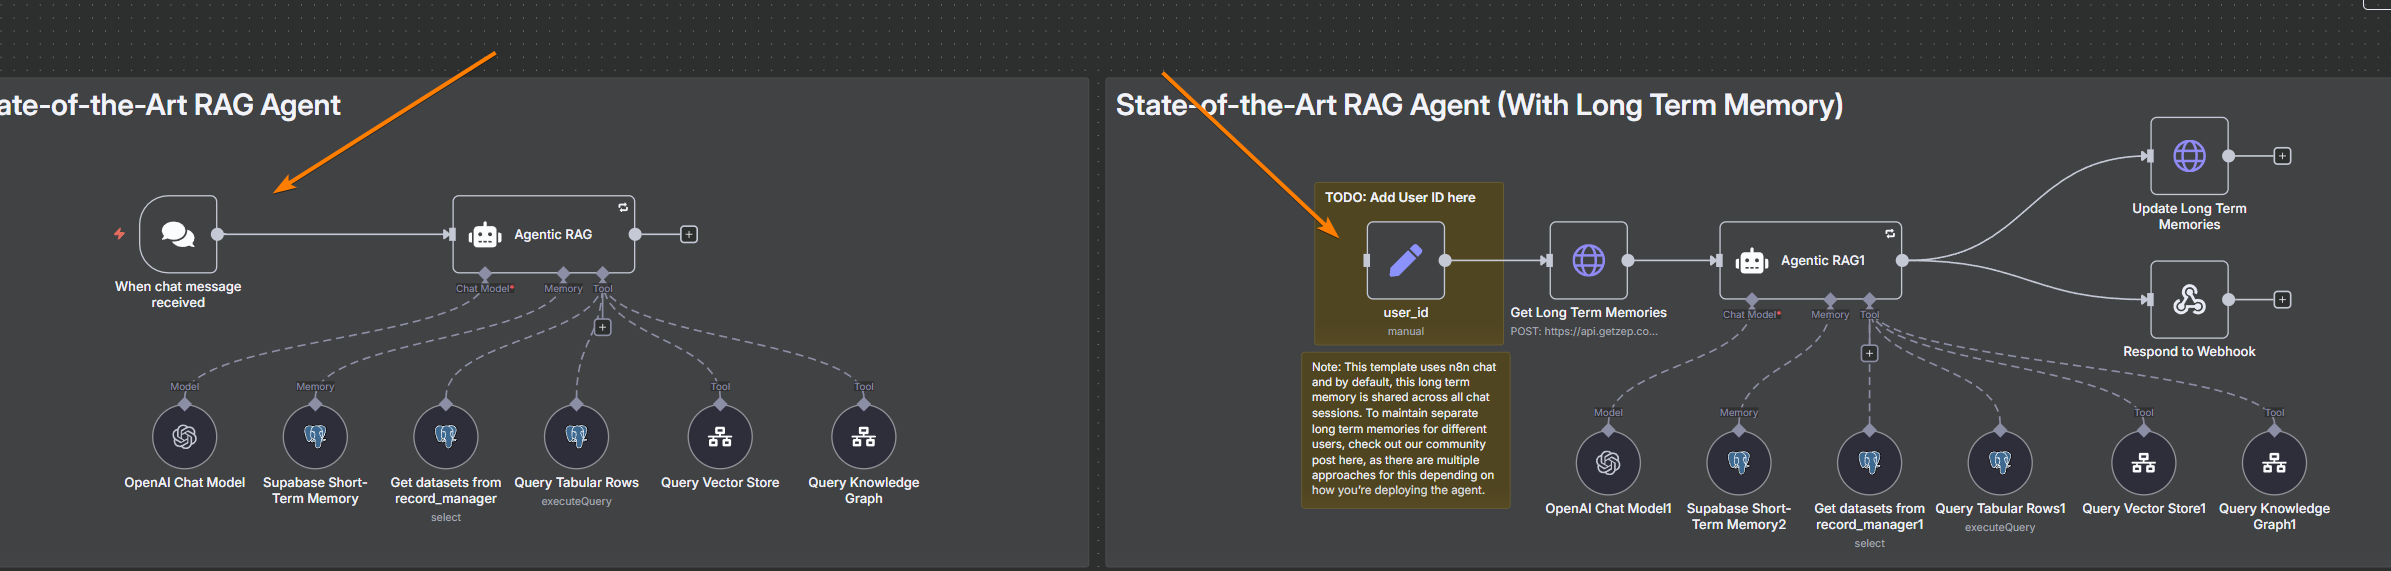 ate-of-the-Art RAG Agent
When chat message
received
Agentic RAG
Chat Model*
Memory
Tool
Model
Memory
Tool
Tool
OpenAI Chat Model
Supabase Short-
Term Memory
Get datasets from
record_manager
select
Query Tabular Rows
executeQuery
Query Vector Store
Query Knowledge
Graph
State-of-the-Art RAG Agent (With Long Term Memory)
TODO: Add User ID here
user_id
manual
Note: This template uses n8n chat
and by default, this long term
memory is shared across all chat
sessions. To maintain separate
long term memories for different
users, check out our community
post here, as there are multiple
approaches for this depending on
how you're deploying the agent.
Get Long Term Memories
POST: https://api.getzep.co...
Agentic RAG1
Chat Model*
Memory
Tool
Update Long Term
Memories
Respond to Webhook
Model
Memory
Tool
Tool
OpenAI Chat Model1
Supabase Short-
Term Memory2
Get datasets from
record_manager1
select
Query Tabular Rows1
executeQuery
Query Vector Store1
Query Knowledge
Graph1